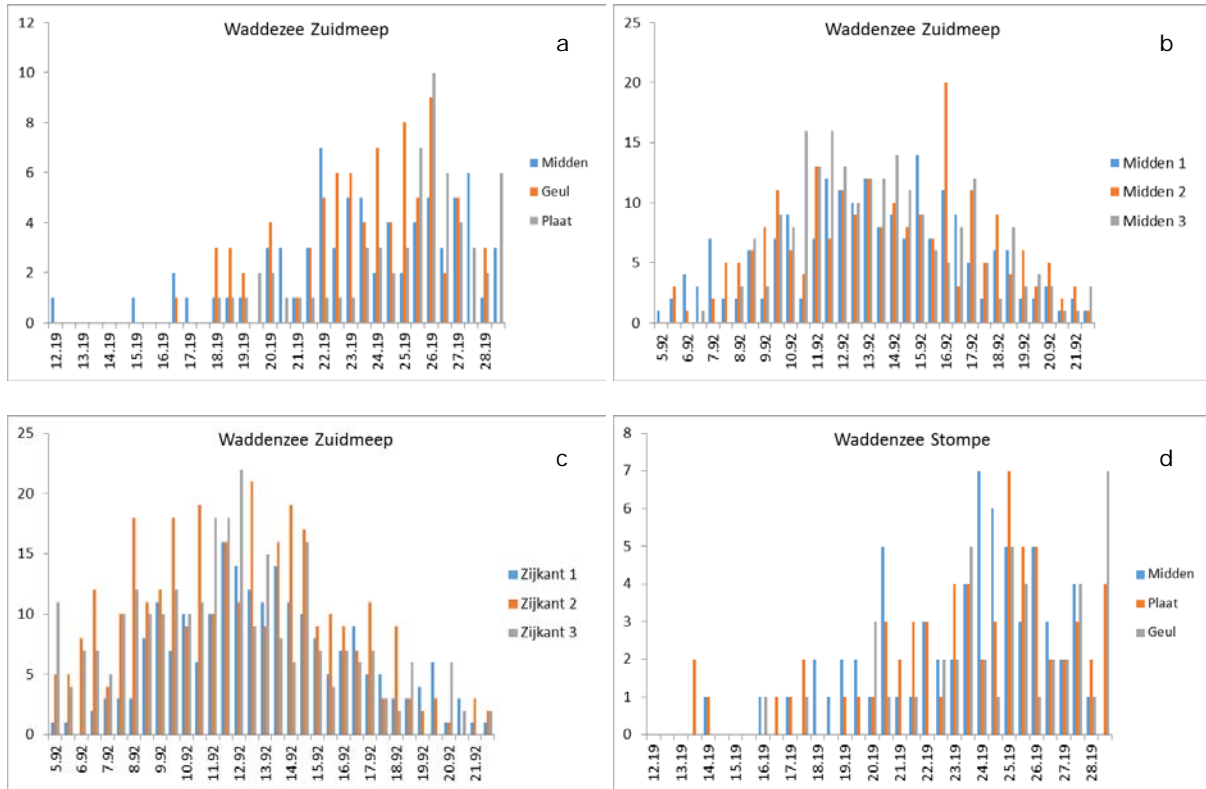 Waddezee Zuidmeep
a
12
10
8
6
4
2
0
12.19 13.19 14.19 15.19 16.19 17.19 18.19 19.19 20.19 21.19 22.19 23.19 24.19 25.19 26.19 27.19 28.19
Midden
Geul
Plaat
Waddenzee Zuidmeep
b
25
20
15
10
5
0
5.92 6.92 7.92 8.92 9.92 10.92 11.92 12.92 13.92 14.92 15.92 16.92 17.92 18.92 19.92 20.92 21.92
Midden 1
Midden 2
Midden 3
Waddenzee Zuidmeep
c
25
20
15
10
5
0
5.92 6.92 7.92 8.92 9.92 10.92 11.92 12.92 13.92 14.92 15.92 16.92 17.92 18.92 19.92 20.92 21.92
Zijkant 1
Zijkant 2
Zijkant 3
Waddenzee Stompe
d
8
7
6
5
4
3
2
1
0
12.19 13.19 14.19 15.19 16.19 17.19 18.19 19.19 20.19 21.19 22.19 23.19 24.19 25.19 26.19 27.19 28.19
Midden
Plaat
Geul